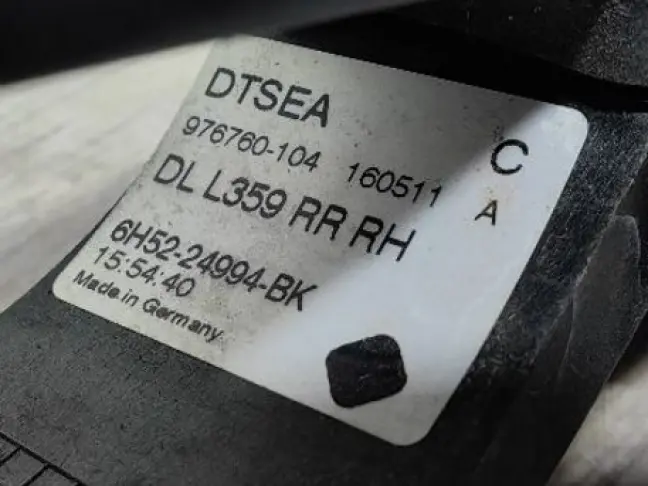 DTSEA
976760-104 160511 C
DL L359 RR RH A
6H52-24994-BK
15:54:40
Made in Germany